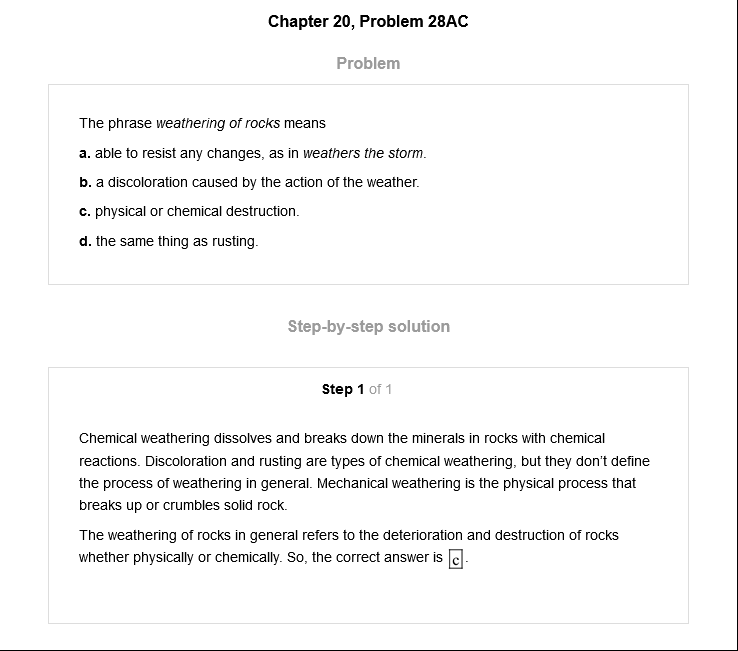 Chapter 20, Problem 28AC
Problem
The phrase weathering of rocks means
a. able to resist any changes, as in weathers the storm.
b. a discoloration caused by the action of the weather.
c. physical or chemical destruction.
d. the same thing as rusting.
Step-by-step solution
Step 1 of 1
Chemical weathering dissolves and breaks down the minerals in rocks with chemical
reactions. Discoloration and rusting are types of chemical weathering, but they don't define
the process of weathering in general. Mechanical weathering is the physical process that
breaks up or crumbles solid rock.
The weathering of rocks in general refers to the deterioration and destruction of rocks
whether physically or chemically. So, the correct answer is c.